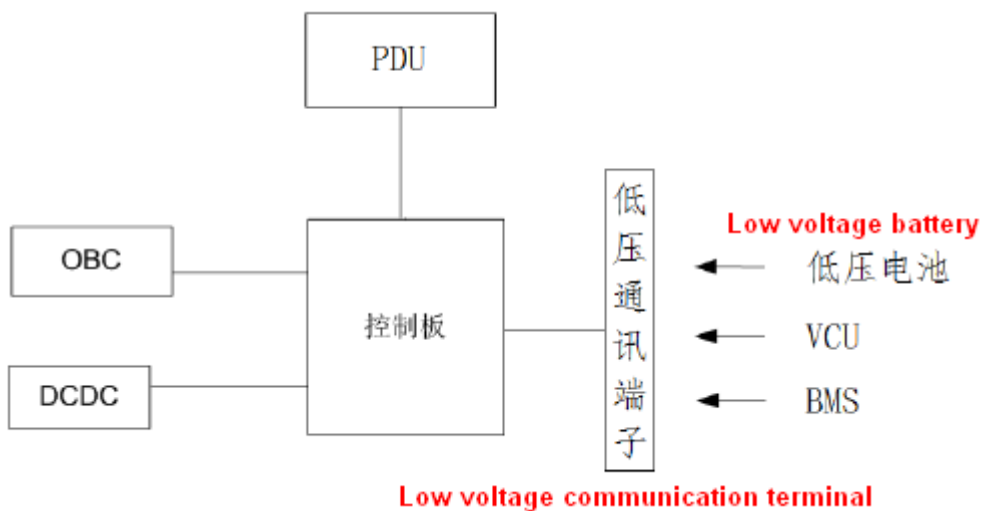 PDU
OBC
DCDC
控制板
低压通讯端子
Low voltage battery
低压电池
VCU
BMS
Low voltage communication terminal